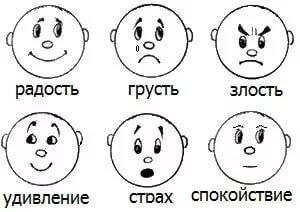 радость грусть злость
удивление страх спокойствие